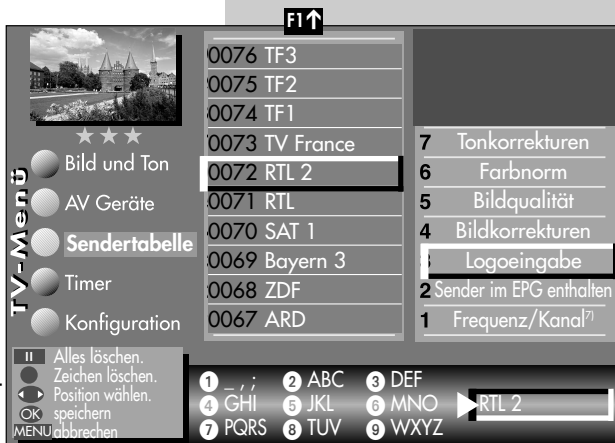 F1↑
TV-Menü
Bild und Ton
AV Geräte
Sendertabelle
Timer
Konfiguration
0076 TF3
0075 TF2
0074 TF1
0073 TV France
0072 RTL 2
0071 RTL
0070 SAT 1
0069 Bayern 3
0068 ZDF
0067 ARD
7 Tonkorrekturen
6 Farbnorm
5 Bildqualität
4 Bildkorrekturen
3 Logoeingabe
2 Sender im EPG enthalten
1 Frequenz/Kanal7)
II Alles löschen.
Zeichen löschen.
Position wählen.
OK speichern
MENU abbrechen
1 _ , ; 2 ABC 3 DEF
4 GHI 5 JKL 6 MNO
7 PQRS 8 TUV 9 WXYZ
RTL 2